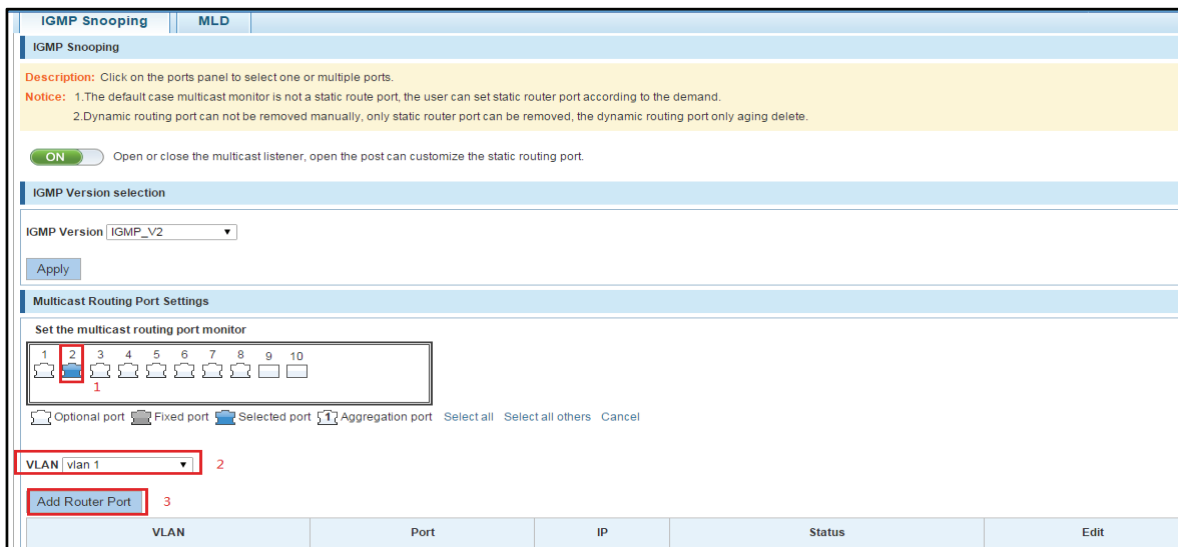 IGMP Snooping MLD
IGMP Snooping
Description: Click on the ports panel to select one or multiple ports.
Notice: 1.The default case multicast monitor is not a static route port, the user can set static router port according to the demand.
2.Dynamic routing port can not be removed manually, only static router port can be removed, the dynamic routing port only aging delete.
ON Open or close the multicast listener, open the post can customize the static routing port.
IGMP Version selection
IGMP Version IGMP_V2
Apply
Multicast Routing Port Settings
Set the multicast routing port monitor
1 2 3 4 5 6 7 8 9 10
1
Optional port Fixed port Selected port 1 Aggregation port Select all Select all others Cancel
VLAN vlan 1 2
Add Router Port 3
VLAN Port IP Status Edit